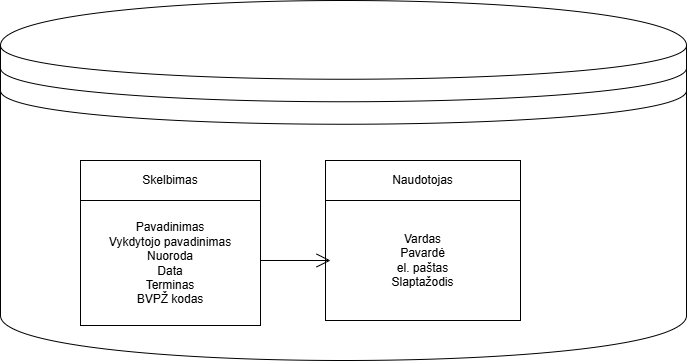 Skelbimas
Pavadinimas
Vykdytojo pavadinimas
Nuoroda
Data
Terminas
BVPŽ kodas
Naudotojas
Vardas
Pavardė
el. paštas
Slaptažodis